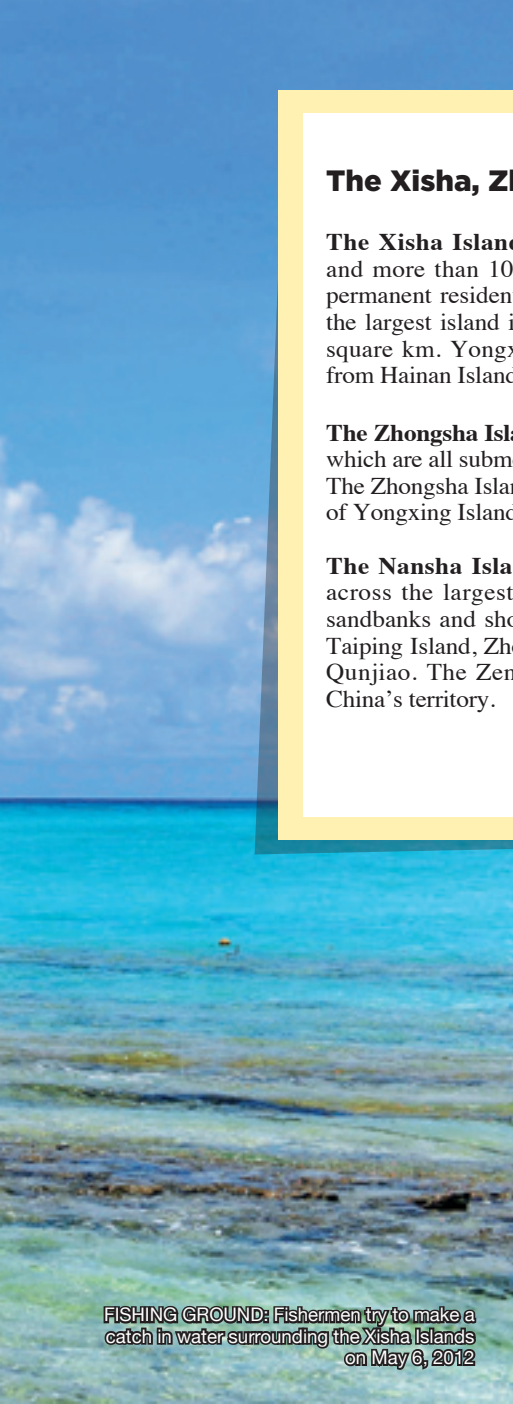 The Xisha, Zh
The Xisha Island
and more than 10
permanent residen
the largest island i
square km. Yongx
from Hainan Island
The Zhongsha Isla
which are all subm
The Zhongsha Islan
of Yongxing Island
The Nansha Isla
across the largest
sandbanks and sho
Taiping Island, Zho
Qunjiao. The Zen
China's territory.
FISHING GROUND: Fishermen try to make a
catch in water surrounding the Xisha Islands
on May 6, 2012